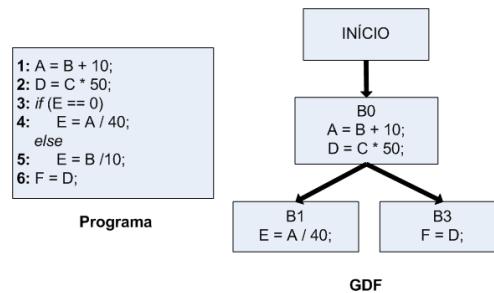 1: A = B + 10;
2: D = C * 50;
3: if (E == 0)
4: E = A / 40;
else
5: E = B /10;
6: F = D;
Programa
INÍCIO
B0
A = B + 10;
D = C * 50;
B1
E = A / 40;
B3
F = D;
GDF